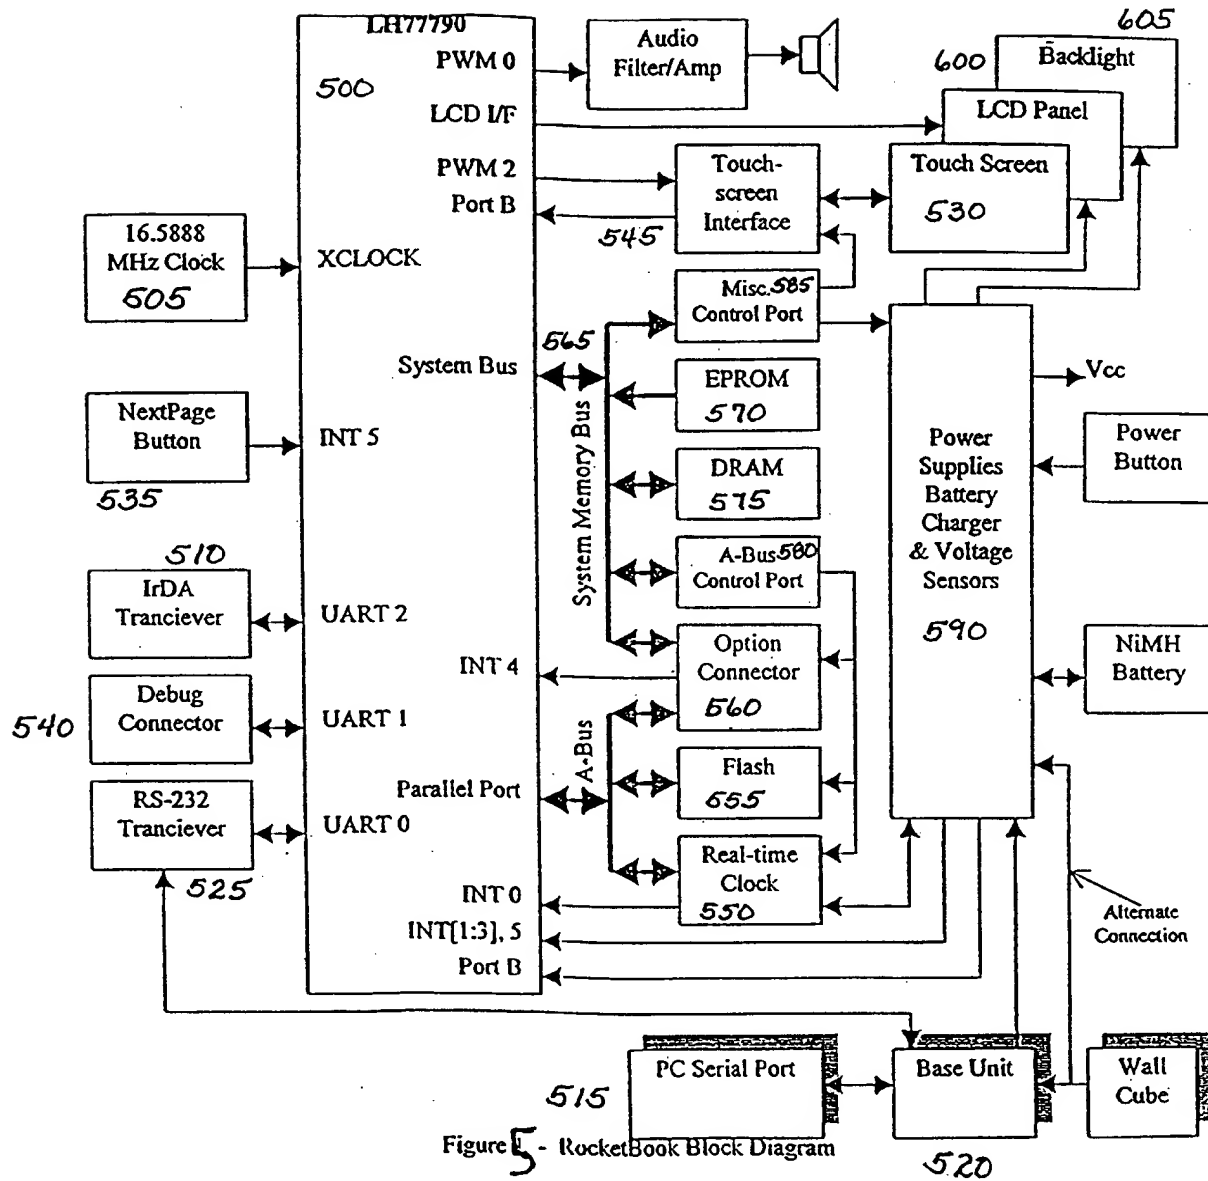 605
LH77790
PWM 0
Audio
Filter/Amp
600
Backlight
500
LCD I/F
LCD Panel
PWM 2
Touch-
screen
Interface
Touch Screen
530
Port B
545
16.5888
MHz Clock
505
XCLOCK
Misc. 585
Control Port
565
System Bus
EPROM
570
Vcc
NextPage
Button
535
INT 5
System Memory Bus
DRAM
575
Power
Supplies
Battery
Charger
& Voltage
Sensors
590
Power
Button
510
IrDA
Tranciever
UART 2
A-Bus 580
Control Port
INT 4
Option
Connector
560
NiMH
Battery
540
Debug
Connector
UART 1
A-Bus
Parallel Port
Flash
555
RS-232
Tranciever
525
UART 0
Real-time
Clock
550
INT 0
INT[1:3], 5
Port B
Alternate
Connection
515
PC Serial Port
Base Unit
520
Wall
Cube
Figure 5 - RocketBook Block Diagram